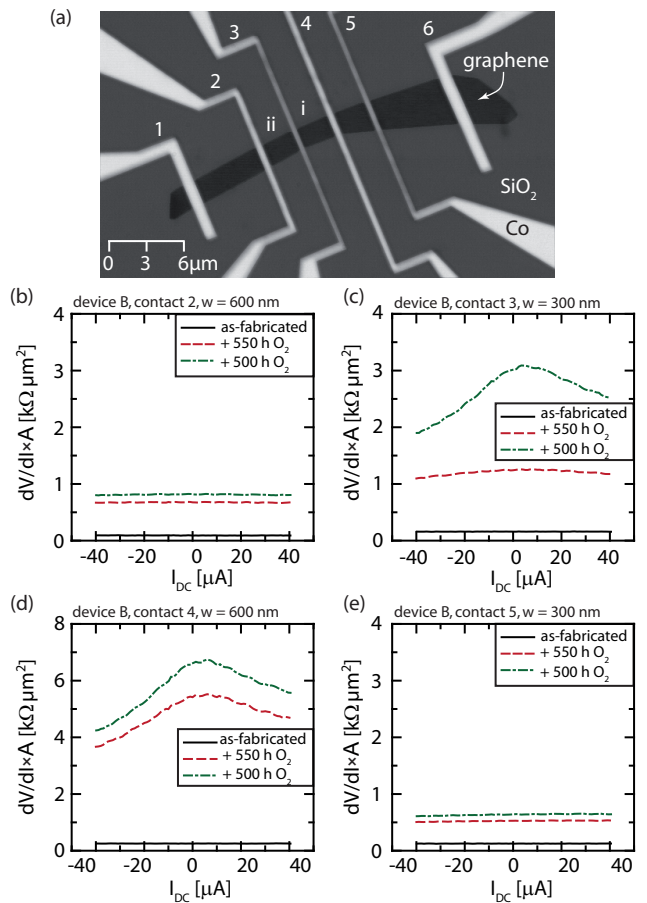 (a)
1
2
3
4
5
6
ii
i
graphene
SiO₂
Co
0 3 6μm
(b)
device B, contact 2, w = 600 nm
dV/dI×A [kΩ μm²]
4
3
2
1
0
as-fabricated
+ 550 h O₂
+ 500 h O₂
-40 -20 0 20 40
I_DC [μA]
(c)
device B, contact 3, w = 300 nm
dV/dI×A [kΩ μm²]
4
3
2
1
0
as-fabricated
+ 550 h O₂
+ 500 h O₂
-40 -20 0 20 40
I_DC [μA]
(d)
device B, contact 4, w = 600 nm
dV/dI×A [kΩ μm²]
8
6
4
2
0
as-fabricated
+ 550 h O₂
+ 500 h O₂
-40 -20 0 20 40
I_DC [μA]
(e)
device B, contact 5, w = 300 nm
dV/dI×A [kΩ μm²]
4
3
2
1
0
as-fabricated
+ 550 h O₂
+ 500 h O₂
-40 -20 0 20 40
I_DC [μA]